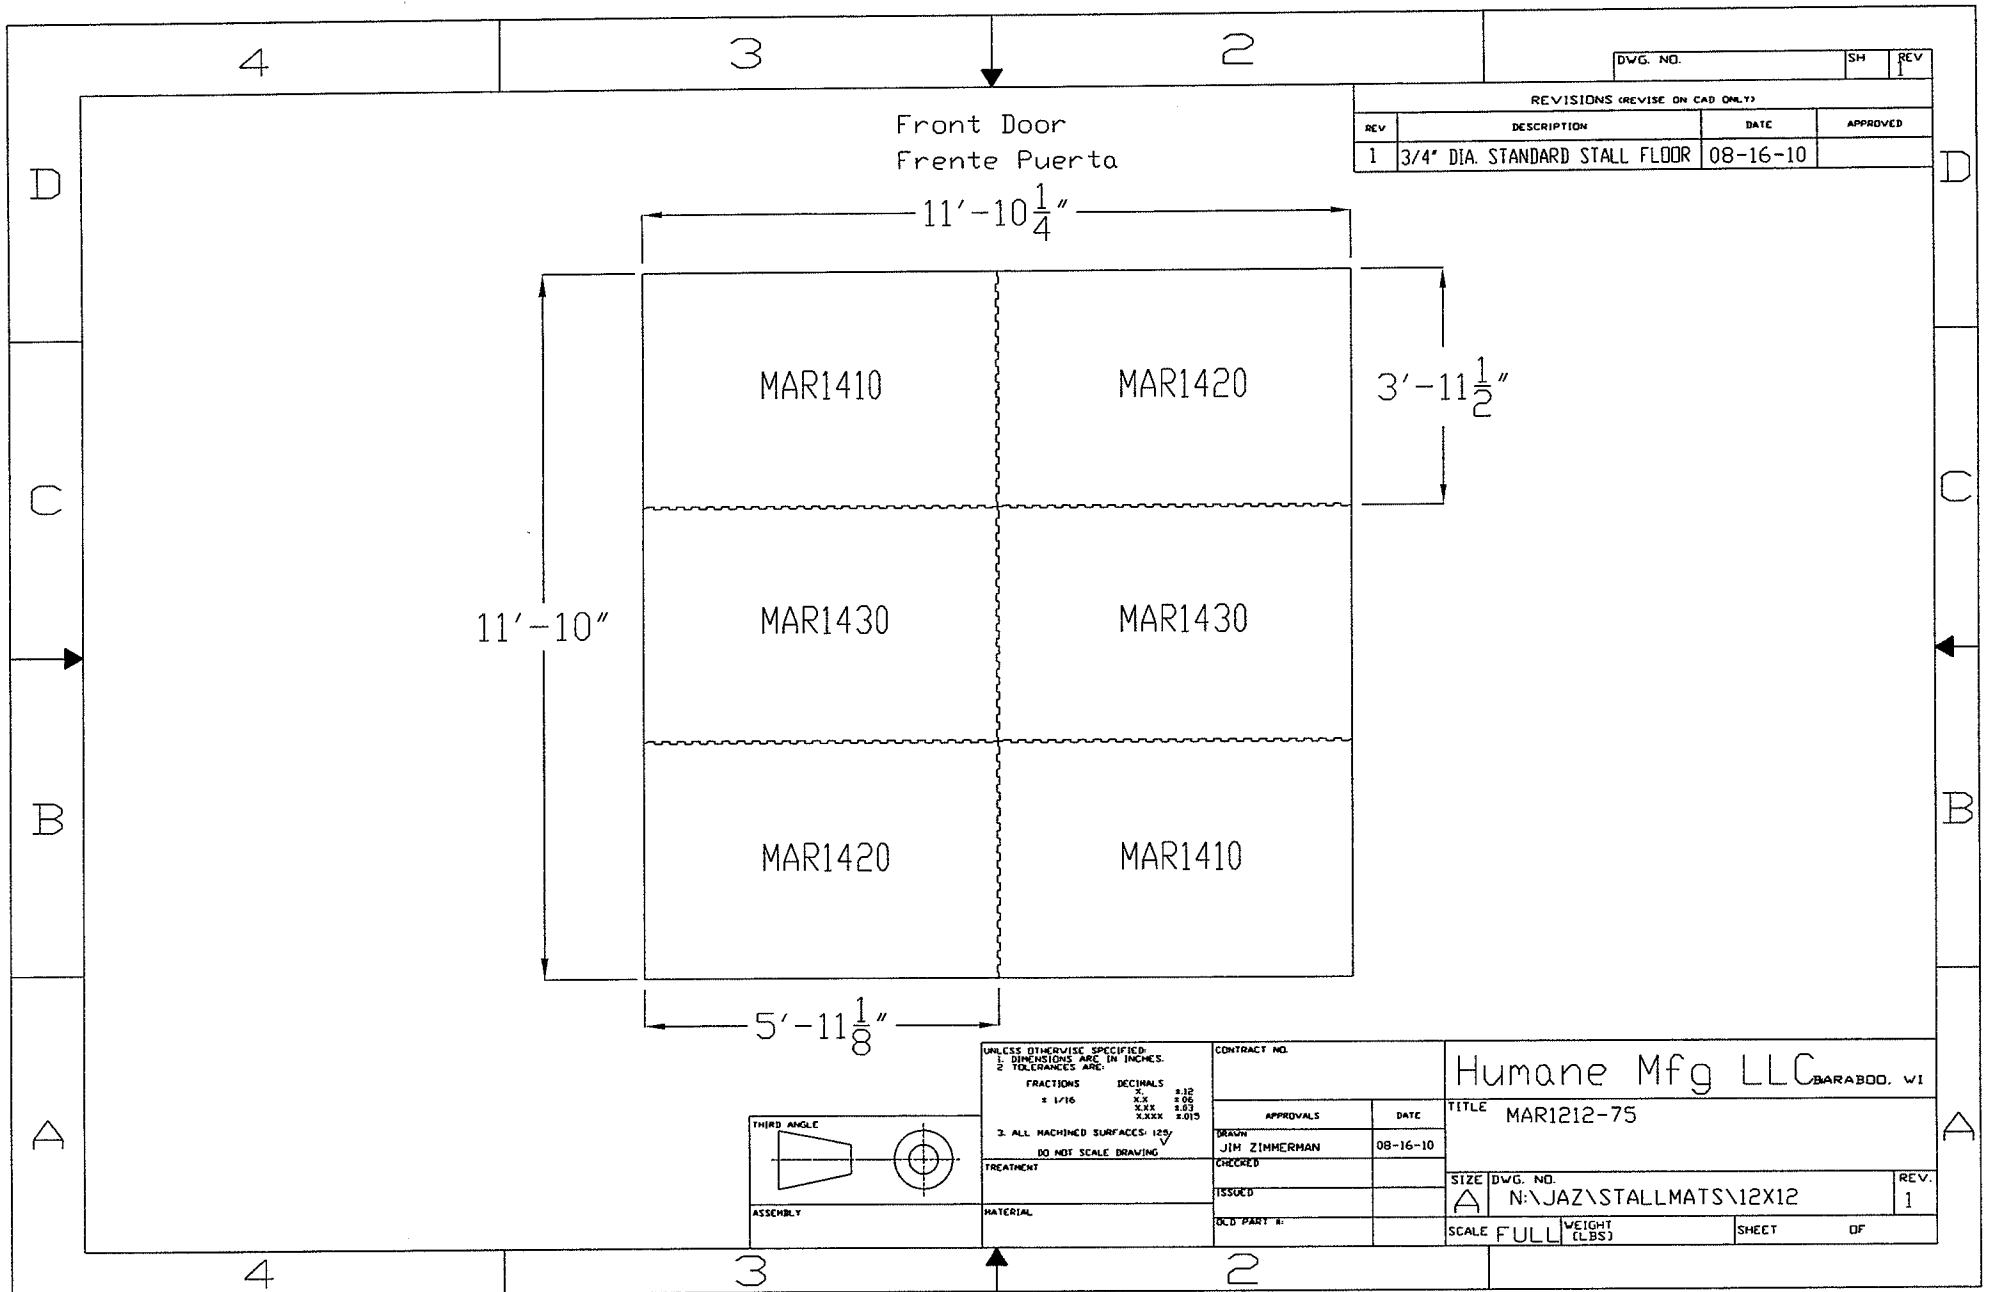 4 3 2
DWG. NO. SH REV
1
REVISIONS (REVISE ON CAD ONLY)
REV DESCRIPTION DATE APPROVED
1 3/4" DIA. STANDARD STALL FLOOR 08-16-10
Front Door
Frente Puerta
D D
11'-10 1/4"
MAR1410 MAR1420 3'-11 1/2"
C C
11'-10" MAR1430 MAR1430
B B
MAR1420 MAR1410
5'-11 1/8"
A A
UNLESS OTHERWISE SPECIFIED:
1. DIMENSIONS ARE IN INCHES.
2 TOLERANCES ARE:
FRACTIONS DECIMALS
± 1/16 X. ±.12
X.X ±.06
X.XX ±.03
X.XXX ±.015
3. ALL MACHINED SURFACES: 125
DO NOT SCALE DRAWING
TREATMENT
MATERIAL
THIRD ANGLE
ASSEMBLY
CONTRACT NO.
APPROVALS DATE
DRAWN
JIM ZIMMERMAN 08-16-10
CHECKED
ISSUED
OLD PART #:
Humane Mfg LLC BARABOO. WI
TITLE MAR1212-75
SIZE DWG. NO. REV.
A N:\JAZ\STALLMATS\12X12 1
SCALE FULL WEIGHT (LBS) SHEET OF
4 3 2